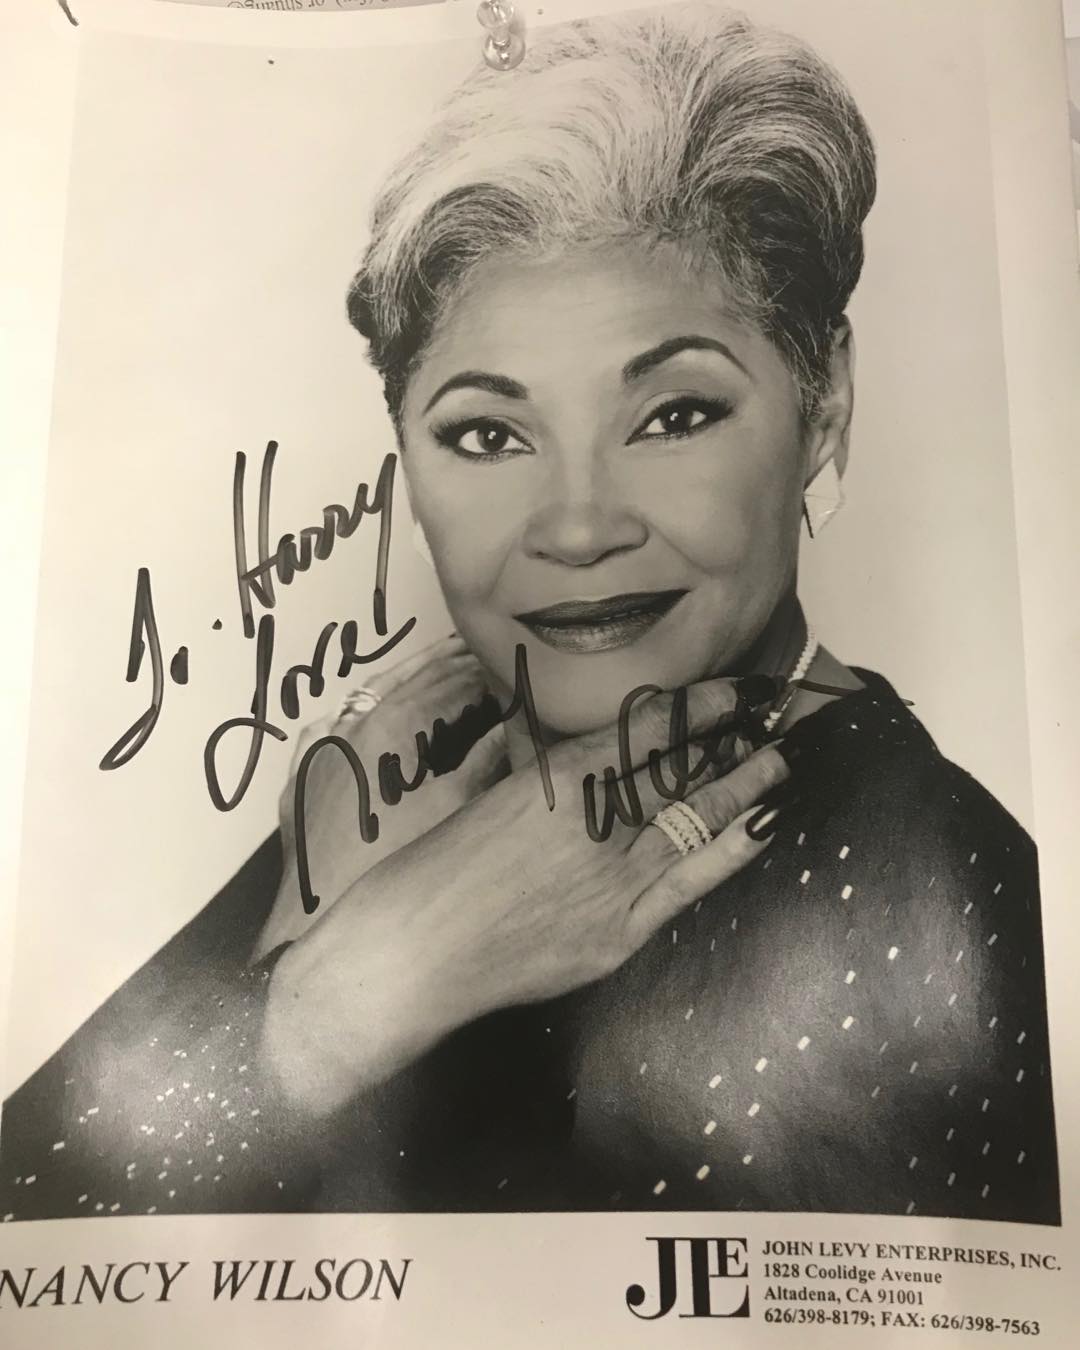 To. Harry
Love
Nancy Wilson
NANCY WILSON
JLE
JOHN LEVY ENTERPRISES, INC.
1828 Coolidge Avenue
Altadena, CA 91001
626/398-8179; FAX: 626/398-7563